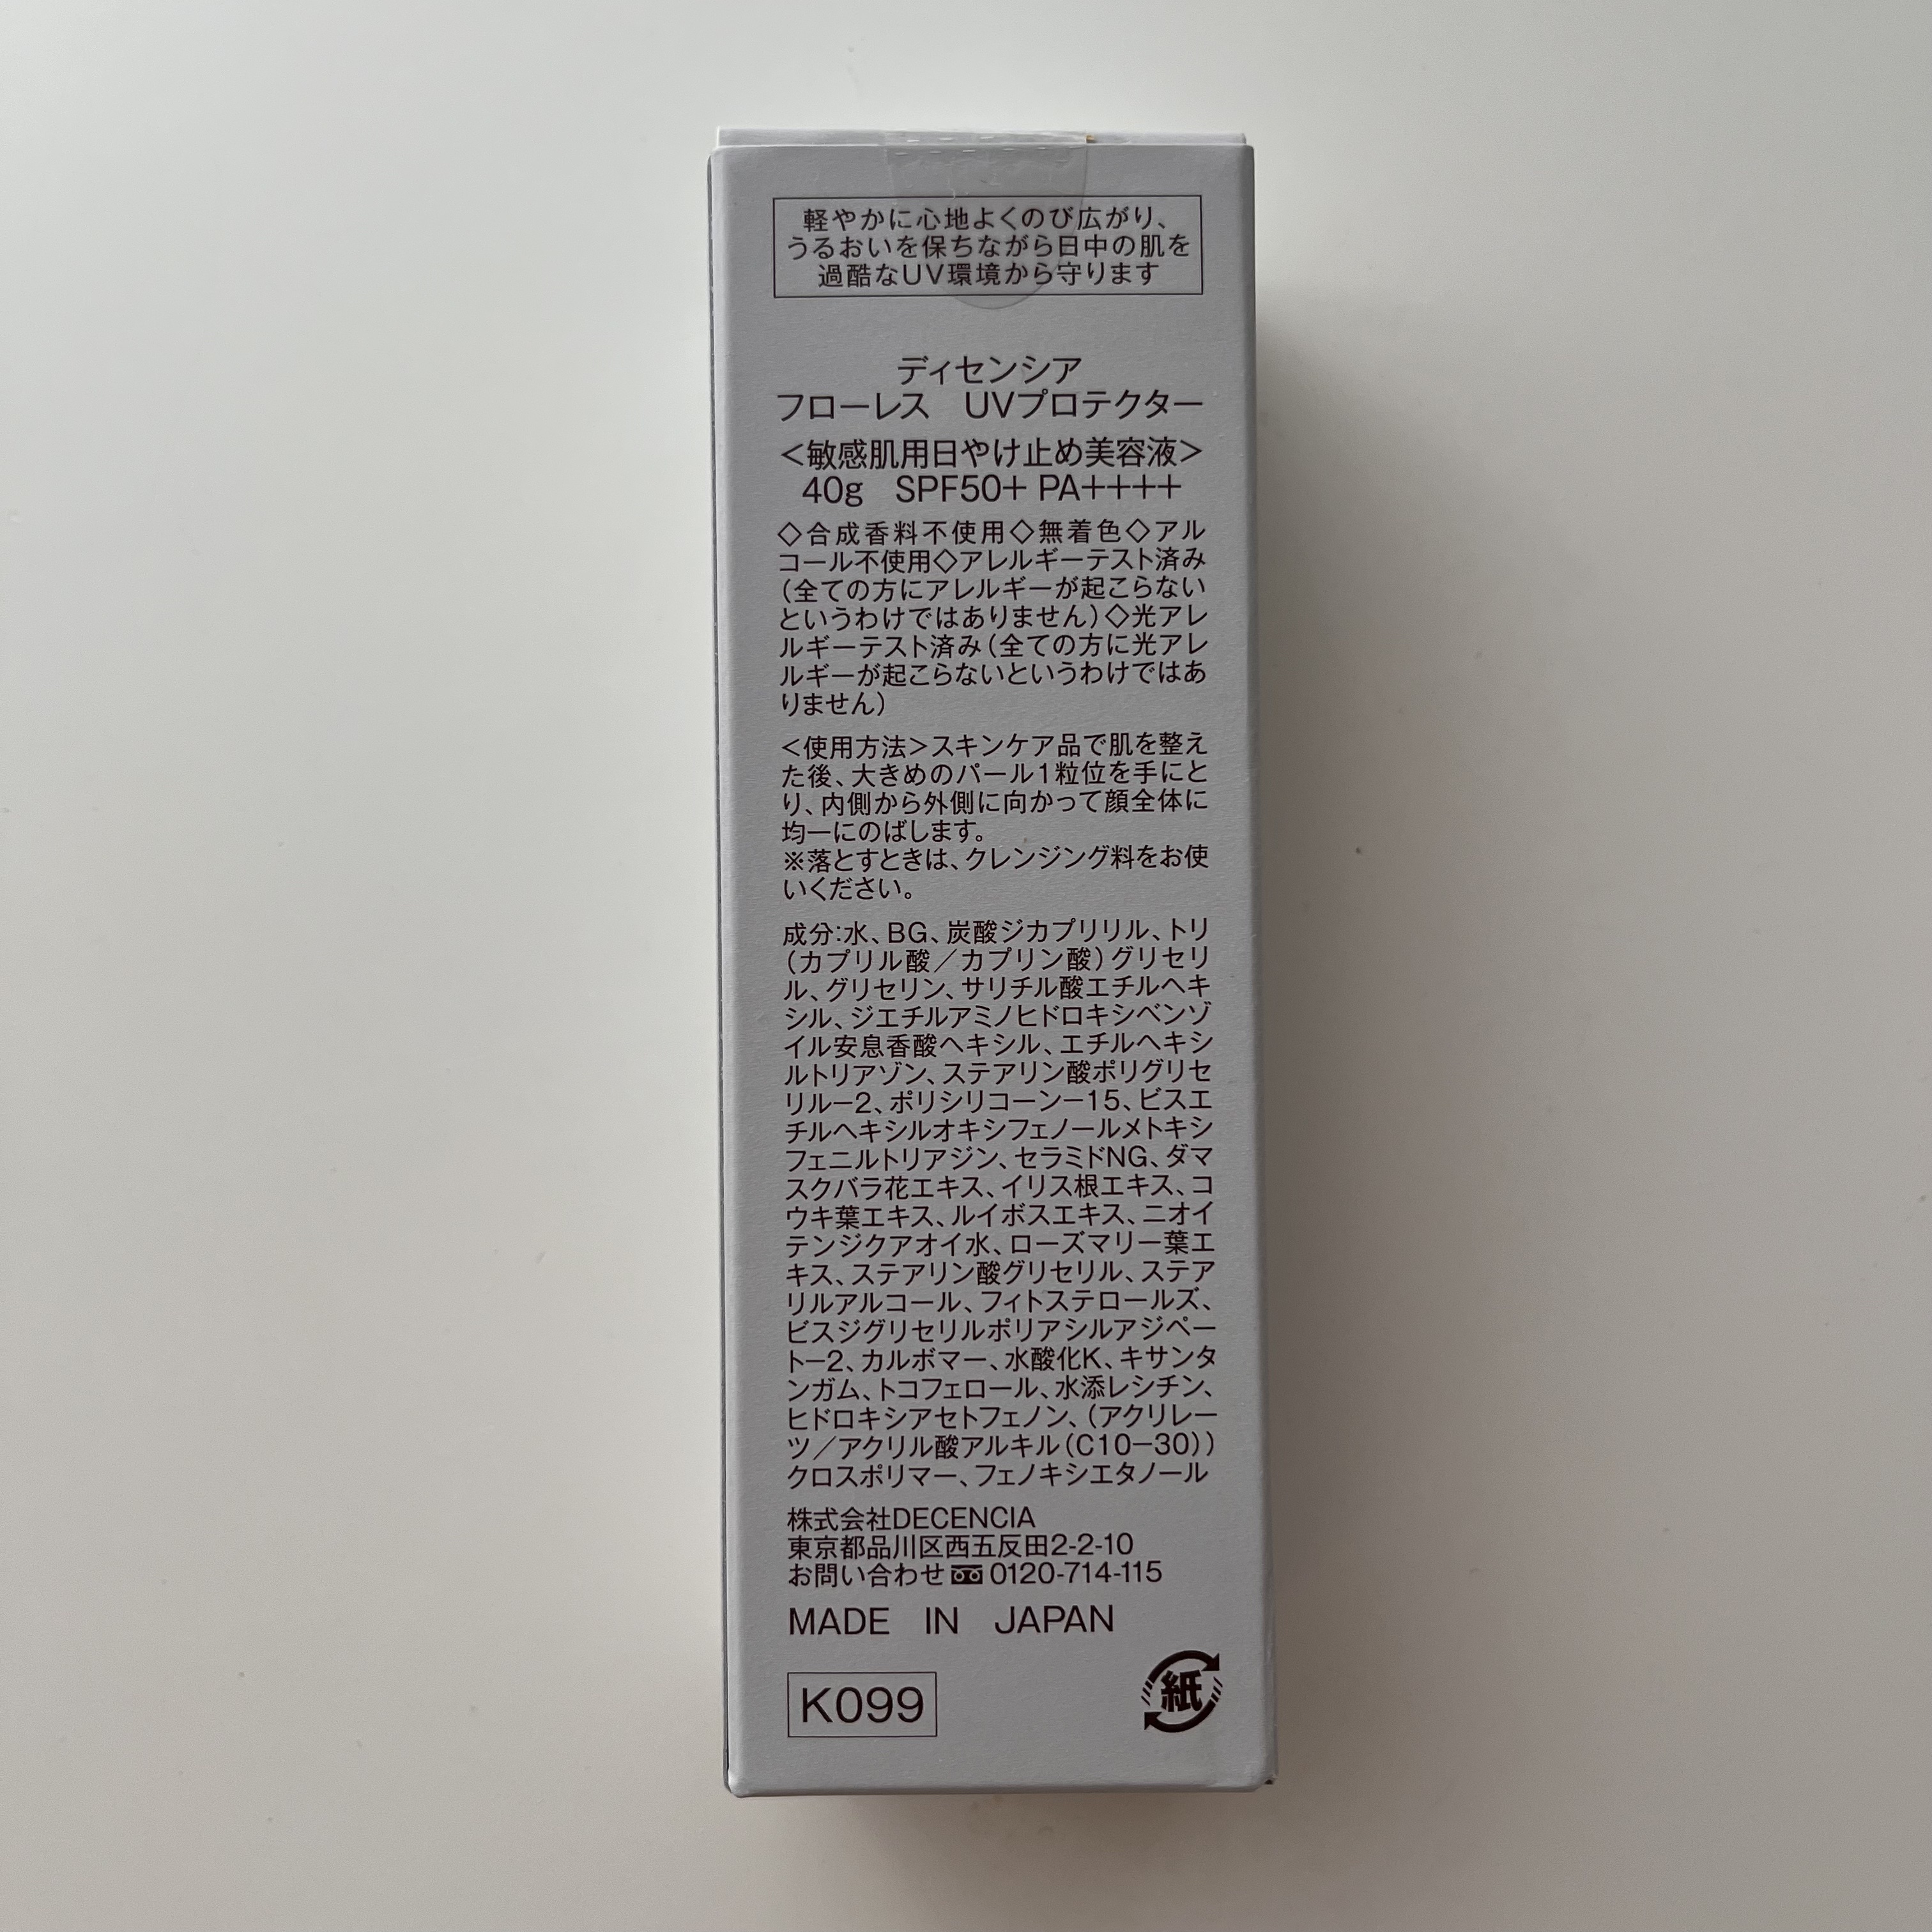 軽やかに心地よくのび広がり、
うるおいを保ちながら日中の肌を
過酷なUV環境から守ります
ディセンシア
フローレス　UVプロテクター
＜敏感肌用日やけ止め美容液＞
40g　SPF50+ PA++++
◇合成香料不使用◇無着色◇アル
コール不使用◇アレルギーテスト済み
（全ての方にアレルギーが起こらない
というわけではありません）◇光アレ
ルギーテスト済み（全ての方に光アレ
ルギーが起こらないというわけではあ
りません）
＜使用方法＞スキンケア品で肌を整え
た後、大きめのパール1粒位を手にと
り、内側から外側に向かって顔全体に
均一にのばします。
※落とすときは、クレンジング料をお使
いください。
成分:水、BG、炭酸ジカプリリル、トリ
（カプリル酸／カプリン酸）グリセリ
ル、グリセリン、サリチル酸エチルヘキ
シル、ジエチルアミノヒドロキシベンゾ
イル安息香酸ヘキシル、エチルヘキシ
ルトリアゾン、ステアリン酸ポリグリセ
リル－2、ポリシリコーン－15、ビスエ
チルヘキシルオキシフェノールメトキシ
フェニルトリアジン、セラミドNG、ダマ
スクバラ花エキス、イリス根エキス、コ
ウキ葉エキス、ルイボスエキス、ニオイ
テンジクアオイ水、ローズマリー葉エ
キス、ステアリン酸グリセリル、ステア
リルアルコール、フィトステロールズ、
ビスジグリセリルポリアシルアジペー
ト－2、カルボマー、水酸化K、キサンタ
ンガム、トコフェロール、水添レシチン、
ヒドロキシアセトフェノン、（アクリレー
ツ／アクリル酸アルキル（C10－30））
クロスポリマー、フェノキシエタノール
株式会社DECENCIA
東京都品川区西五反田2-2-10
お問い合わせ 0120-714-115
MADE IN JAPAN
K099
紙